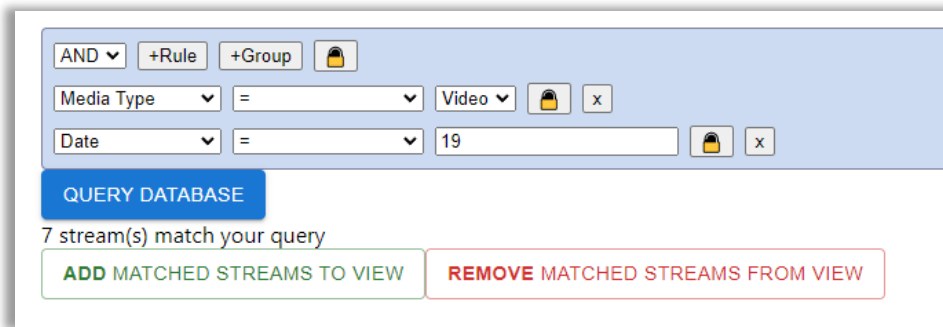 AND +Rule +Group
Media Type = Video x
Date = 19 x
QUERY DATABASE
7 stream(s) match your query
ADD MATCHED STREAMS TO VIEW REMOVE MATCHED STREAMS FROM VIEW